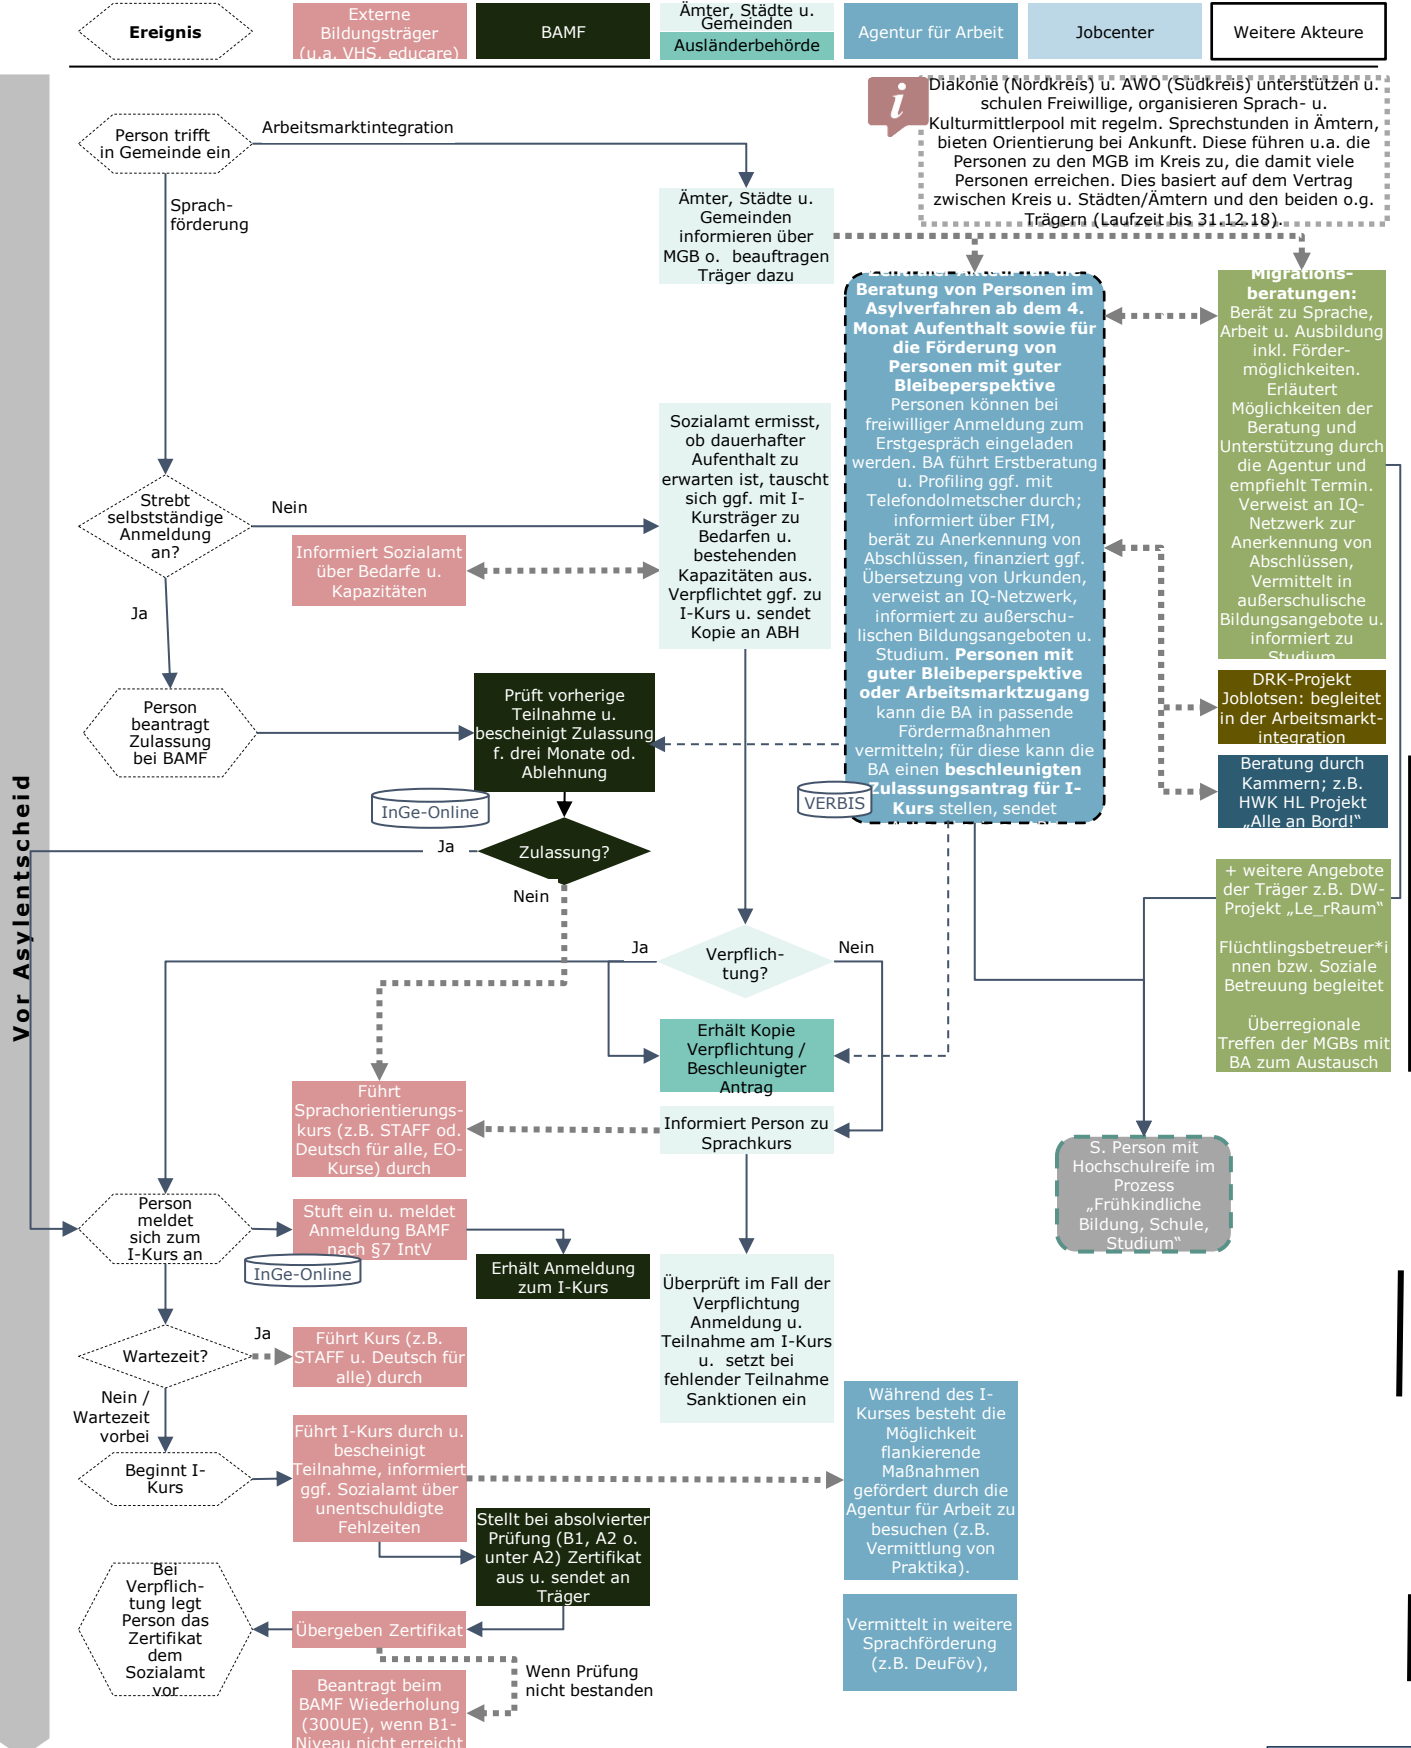 Ereignis
Externe
Bildungsträger
(u.a. VHS, educare)
BAMF
Ämter, Städte u.
Gemeinden
Ausländerbehörde
Agentur für Arbeit
Jobcenter
Weitere Akteure
Diakonie (Nordkreis) u. AWO (Südkreis) unterstützen u.
schulen Freiwillige, organisieren Sprach- u.
Kulturmittlerpool mit regelm. Sprechstunden in Ämtern,
bieten Orientierung bei Ankunft. Diese führen u.a. die
Personen zu den MGB im Kreis zu, die damit viele
Personen erreichen. Dies basiert auf dem Vertrag
zwischen Kreis u. Städten/Ämtern und den beiden o.g.
Trägern (Laufzeit bis 31.12.18).
i
Person trifft
in Gemeinde ein
Arbeitsmarktintegration
Sprach-
förderung
Ämter, Städte u.
Gemeinden
informieren über
MGB o. beauftragen
Träger dazu
Zentraler Akteur für die
Beratung von Personen im
Asylverfahren ab dem 4.
Monat Aufenthalt sowie für
die Förderung von
Personen mit guter
Bleibeperspektive
Personen können bei
freiwilliger Anmeldung zum
Erstgespräch eingeladen
werden. BA führt Erstberatung
u. Profiling ggf. mit
Telefondolmetscher durch;
informiert über FIM,
berät zu Anerkennung von
Abschlüssen, finanziert ggf.
Übersetzung von Urkunden,
verweist an IQ-Netzwerk,
informiert zu außerschu-
lischen Bildungsangeboten u.
Studium. Personen mit
guter Bleibeperspektive
oder Arbeitsmarktzugang
kann die BA in passende
Fördermaßnahmen
vermitteln; für diese kann die
BA einen beschleunigten
Zulassungsantrag für I-
Kurs stellen, sendet
VERBIS
Migrations-
beratungen:
Berät zu Sprache,
Arbeit u. Ausbildung
inkl. Förder-
möglichkeiten.
Erläutert
Möglichkeiten der
Beratung und
Unterstützung durch
die Agentur und
empfiehlt Termin.
Verweist an IQ-
Netzwerk zur
Anerkennung von
Abschlüssen,
Vermittelt in
außerschulische
Bildungsangebote u.
informiert zu
Studium
DRK-Projekt
Joblotsen: begleitet
in der Arbeitsmarkt-
integration
Beratung durch
Kammern; z.B.
HWK HL Projekt
„Alle an Bord!“
+ weitere Angebote
der Träger z.B. DW-
Projekt „Le_rRaum“
Flüchtlingsbetreuer*i
nnen bzw. Soziale
Betreuung begleitet
Überregionale
Treffen der MGBs mit
BA zum Austausch
Sozialamt ermisst,
ob dauerhafter
Aufenthalt zu
erwarten ist, tauscht
sich ggf. mit I-
Kursträger zu
Bedarfen u.
bestehenden
Kapazitäten aus.
Verpflichtet ggf. zu
I-Kurs u. sendet
Kopie an ABH
Strebt
selbstständige
Anmeldung
an?
Nein
Informiert Sozialamt
über Bedarfe u.
Kapazitäten
Ja
Person
beantragt
Zulassung
bei BAMF
Prüft vorherige
Teilnahme u.
bescheinigt Zulassung
f. drei Monate od.
Ablehnung
InGe-Online
Zulassung?
Ja
Nein
Vor Asylentscheid
Verpflich-
tung?
Ja
Nein
Erhält Kopie
Verpflichtung /
Beschleunigter
Antrag
Führt
Sprachorientierungs-
kurs (z.B. STAFF od.
Deutsch für alle, EO-
Kurse) durch
Informiert Person zu
Sprachkurs
S. Person mit
Hochschulreife im
Prozess
„Frühkindliche
Bildung, Schule,
Studium“
Person
meldet
sich zum
I-Kurs an
Stuft ein u. meldet
Anmeldung BAMF
nach §7 IntV
InGe-Online
Erhält Anmeldung
zum I-Kurs
Überprüft im Fall der
Verpflichtung
Anmeldung u.
Teilnahme am I-Kurs
u. setzt bei
fehlender Teilnahme
Sanktionen ein
Wartezeit?
Ja
Führt Kurs (z.B.
STAFF u. Deutsch für
alle) durch
Nein /
Wartezeit
vorbei
Beginnt I-
Kurs
Führt I-Kurs durch u.
bescheinigt
Teilnahme, informiert
ggf. Sozialamt über
unentschuldigte
Fehlzeiten
Während des I-
Kurses besteht die
Möglichkeit
flankierende
Maßnahmen
gefördert durch die
Agentur für Arbeit zu
besuchen (z.B.
Vermittlung von
Praktika).
Stellt bei absolvierter
Prüfung (B1, A2 o.
unter A2) Zertifikat
aus u. sendet an
Träger
Bei
Verpflich-
tung legt
Person das
Zertifikat
dem
Sozialamt
vor
Übergeben Zertifikat
Vermittelt in weitere
Sprachförderung
(z.B. DeuFöv),
Wenn Prüfung
nicht bestanden
Beantragt beim
BAMF Wiederholung
(300UE), wenn B1-
Niveau nicht erreicht